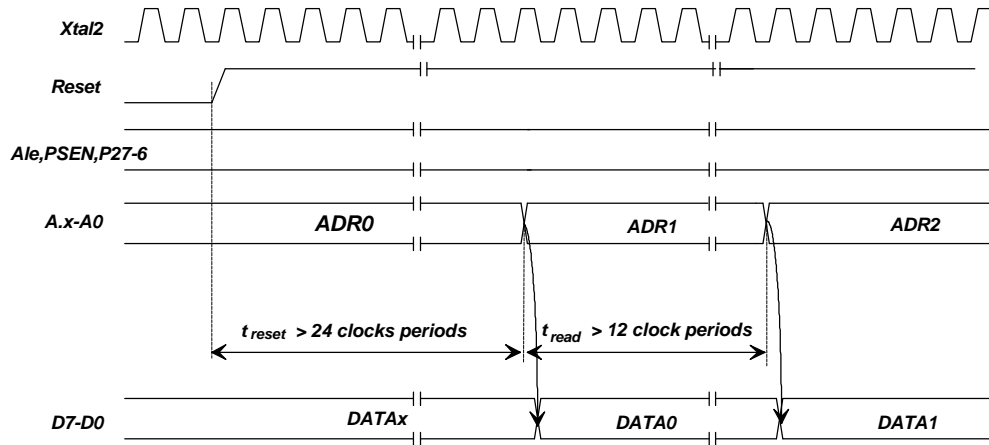 Xtal2
Reset
Ale,PSEN,P27-6
A.x-A0 ADR0 ADR1 ADR2
t reset > 24 clocks periods t read > 12 clock periods
D7-D0 DATAx DATA0 DATA1